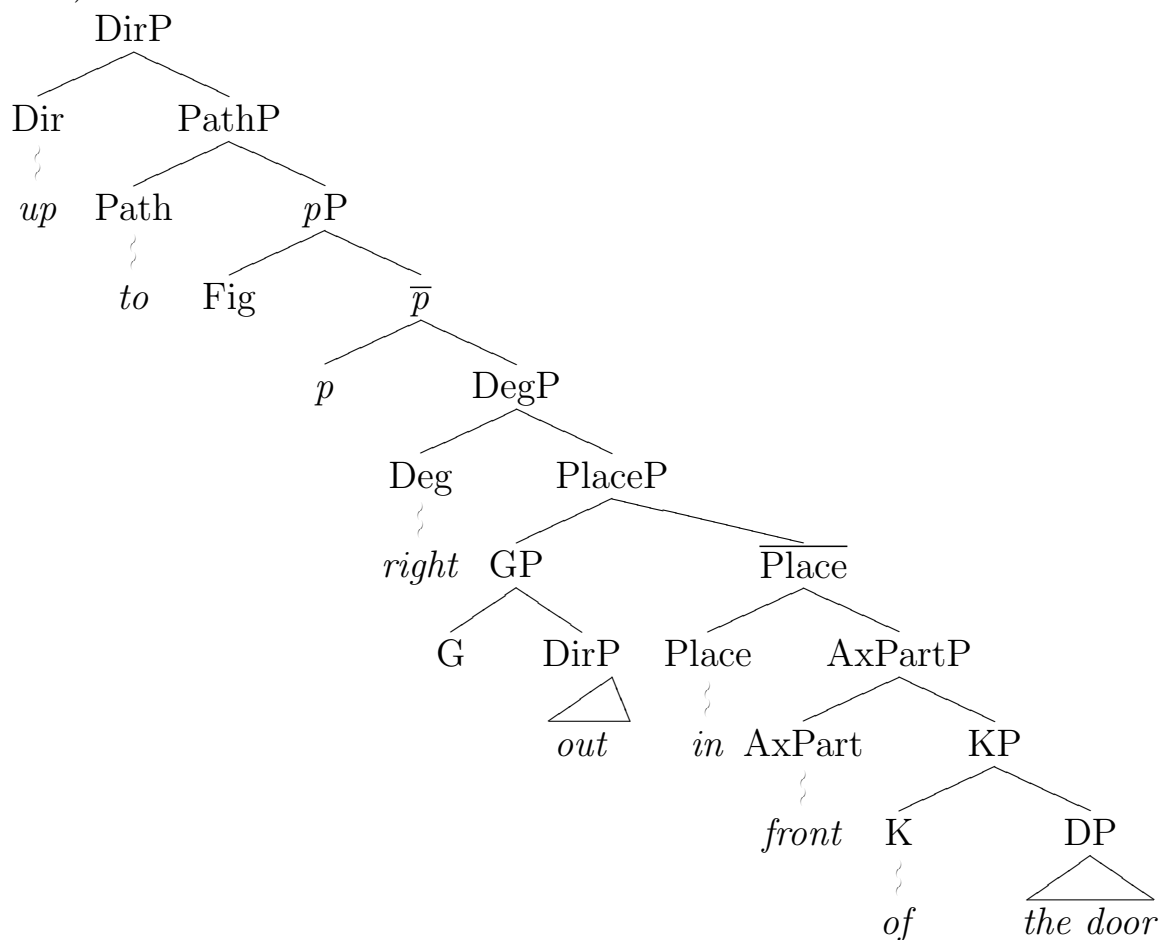 DirP
Dir PathP
up Path pP
to Fig p̅
p DegP
Deg PlaceP
right GP P̅l̅a̅c̅e̅
G DirP Place AxPartP
out in AxPart KP
front K DP
of the door